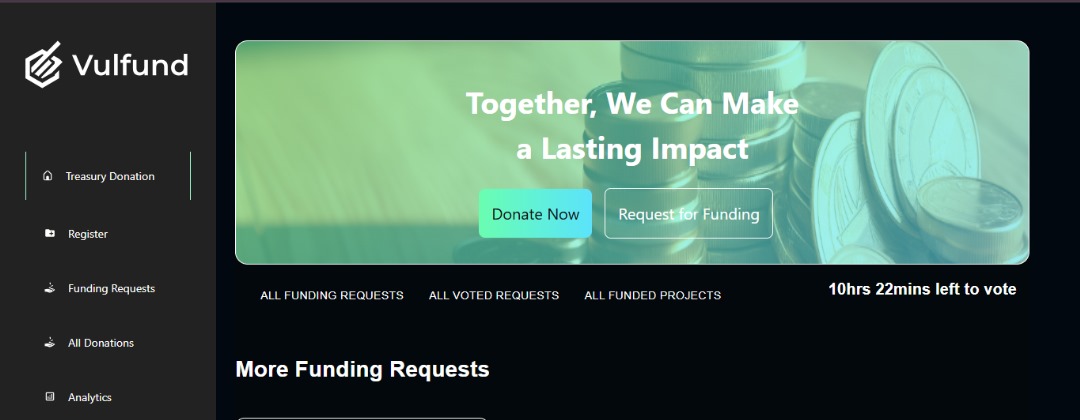 Vulfund
Treasury Donation
Register
Funding Requests
All Donations
Analytics
Together, We Can Make
a Lasting Impact
Donate Now
Request for Funding
ALL FUNDING REQUESTS
ALL VOTED REQUESTS
ALL FUNDED PROJECTS
10hrs 22mins left to vote
More Funding Requests